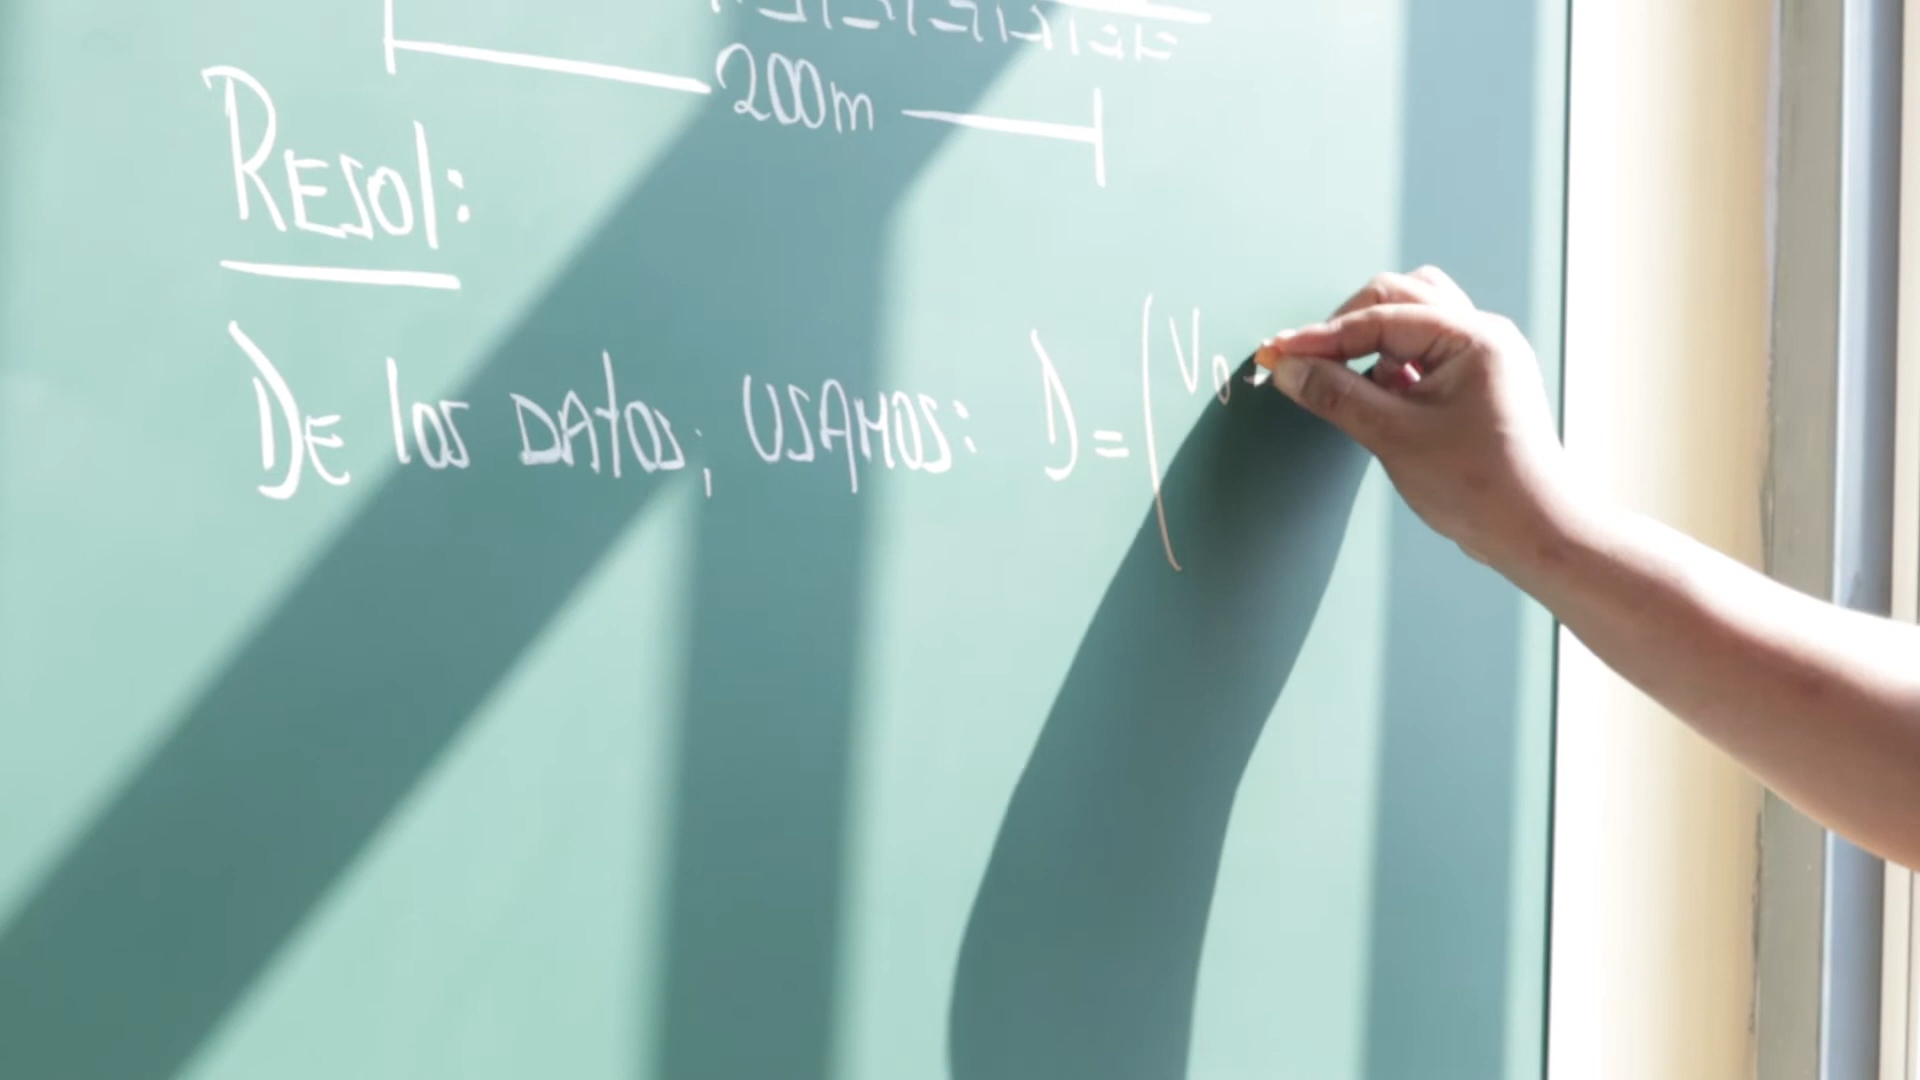 200m
RESOL:
DE los DATOS; USAMOS: D = (V0